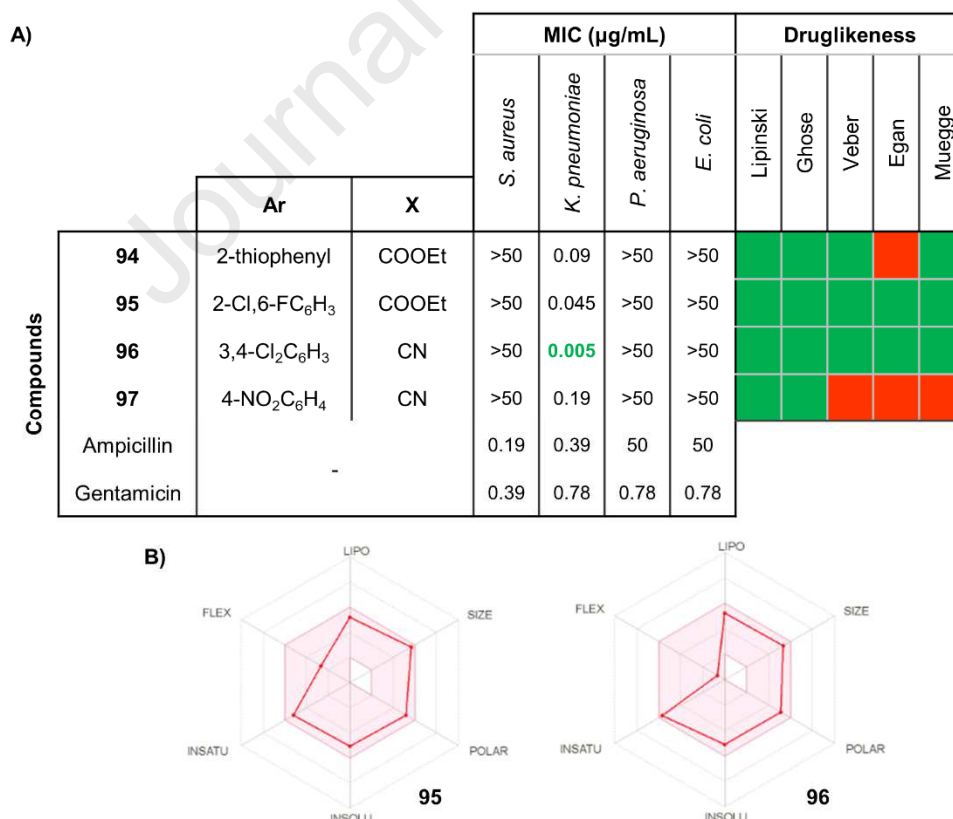 Journal
A)
MIC (µg/mL) Druglikeness
S. aureus K. pneumoniae P. aeruginosa E. coli Lipinski Ghose Veber Egan Muegge
Ar X
Compounds
94 2-thiophenyl COOEt >50 0.09 >50 >50
95 2-Cl,6-FC₆H₃ COOEt >50 0.045 >50 >50
96 3,4-Cl₂C₆H₃ CN >50 0.005 >50 >50
97 4-NO₂C₆H₄ CN >50 0.19 >50 >50
Ampicillin - 0.19 0.39 50 50
Gentamicin 0.39 0.78 0.78 0.78
B)
LIPO
FLEX SIZE
INSATU POLAR
INSOLU
95
LIPO
FLEX SIZE
INSATU POLAR
INSOLU
96